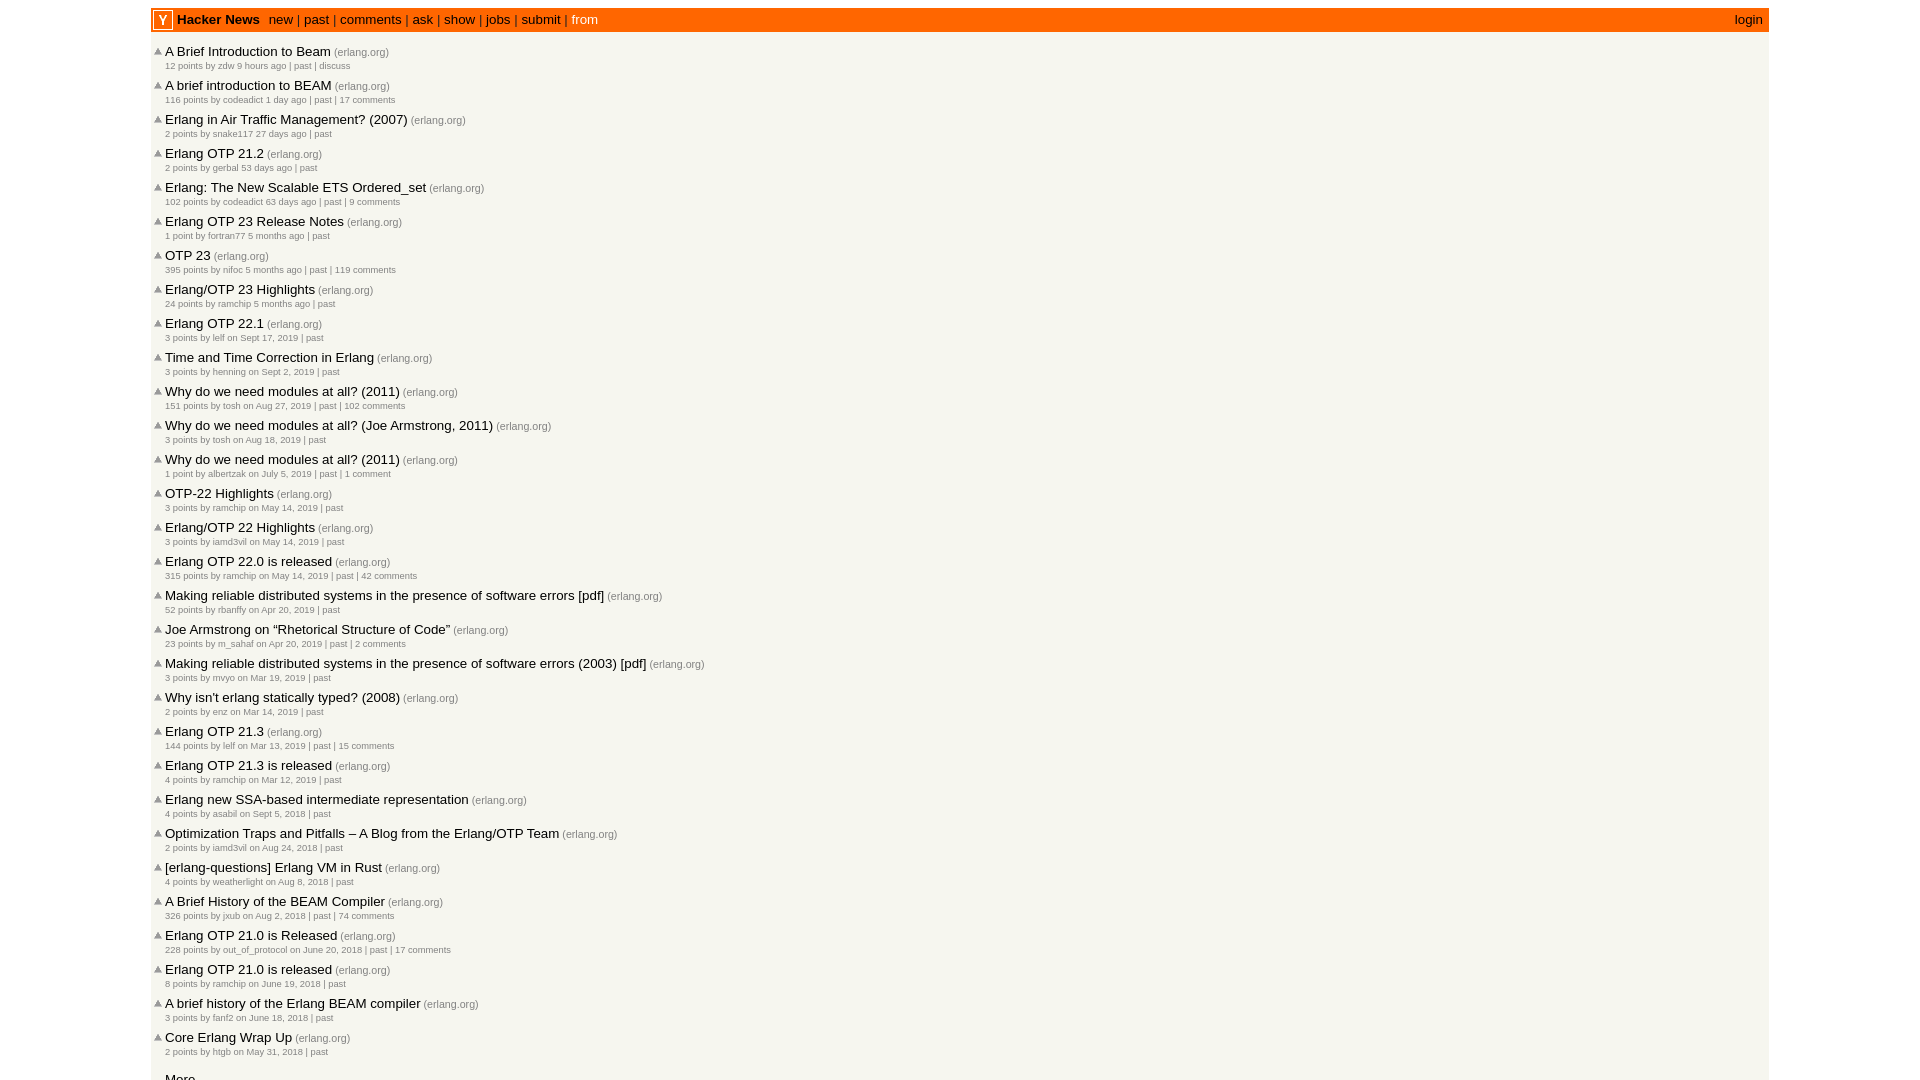 Y Hacker News new | past | comments | ask | show | jobs | submit | from login
A Brief Introduction to Beam (erlang.org)
12 points by zdw 9 hours ago | past | discuss
A brief introduction to BEAM (erlang.org)
116 points by codeadict 1 day ago | past | 17 comments
Erlang in Air Traffic Management? (2007) (erlang.org)
2 points by snake117 27 days ago | past
Erlang OTP 21.2 (erlang.org)
2 points by gerbal 53 days ago | past
Erlang: The New Scalable ETS Ordered_set (erlang.org)
102 points by codeadict 63 days ago | past | 9 comments
Erlang OTP 23 Release Notes (erlang.org)
1 point by fortran77 5 months ago | past
OTP 23 (erlang.org)
395 points by nifoc 5 months ago | past | 119 comments
Erlang/OTP 23 Highlights (erlang.org)
24 points by ramchip 5 months ago | past
Erlang OTP 22.1 (erlang.org)
3 points by lelf on Sept 17, 2019 | past
Time and Time Correction in Erlang (erlang.org)
3 points by henning on Sept 2, 2019 | past
Why do we need modules at all? (2011) (erlang.org)
151 points by tosh on Aug 27, 2019 | past | 102 comments
Why do we need modules at all? (Joe Armstrong, 2011) (erlang.org)
3 points by tosh on Aug 18, 2019 | past
Why do we need modules at all? (2011) (erlang.org)
1 point by albertzak on July 5, 2019 | past | 1 comment
OTP-22 Highlights (erlang.org)
3 points by ramchip on May 14, 2019 | past
Erlang/OTP 22 Highlights (erlang.org)
3 points by iamd3vil on May 14, 2019 | past
Erlang OTP 22.0 is released (erlang.org)
315 points by ramchip on May 14, 2019 | past | 42 comments
Making reliable distributed systems in the presence of software errors [pdf] (erlang.org)
52 points by rbanffy on Apr 20, 2019 | past
Joe Armstrong on “Rhetorical Structure of Code” (erlang.org)
23 points by m_sahaf on Apr 20, 2019 | past | 2 comments
Making reliable distributed systems in the presence of software errors (2003) [pdf] (erlang.org)
3 points by mvyo on Mar 19, 2019 | past
Why isn't erlang statically typed? (2008) (erlang.org)
2 points by enz on Mar 14, 2019 | past
Erlang OTP 21.3 (erlang.org)
144 points by lelf on Mar 13, 2019 | past | 15 comments
Erlang OTP 21.3 is released (erlang.org)
4 points by ramchip on Mar 12, 2019 | past
Erlang new SSA-based intermediate representation (erlang.org)
4 points by asabil on Sept 5, 2018 | past
Optimization Traps and Pitfalls – A Blog from the Erlang/OTP Team (erlang.org)
2 points by iamd3vil on Aug 24, 2018 | past
[erlang-questions] Erlang VM in Rust (erlang.org)
4 points by weatherlight on Aug 8, 2018 | past
A Brief History of the BEAM Compiler (erlang.org)
326 points by jxub on Aug 2, 2018 | past | 74 comments
Erlang OTP 21.0 is Released (erlang.org)
228 points by out_of_protocol on June 20, 2018 | past | 17 comments
Erlang OTP 21.0 is released (erlang.org)
8 points by ramchip on June 19, 2018 | past
A brief history of the Erlang BEAM compiler (erlang.org)
3 points by fanf2 on June 18, 2018 | past
Core Erlang Wrap Up (erlang.org)
2 points by htgb on May 31, 2018 | past
More